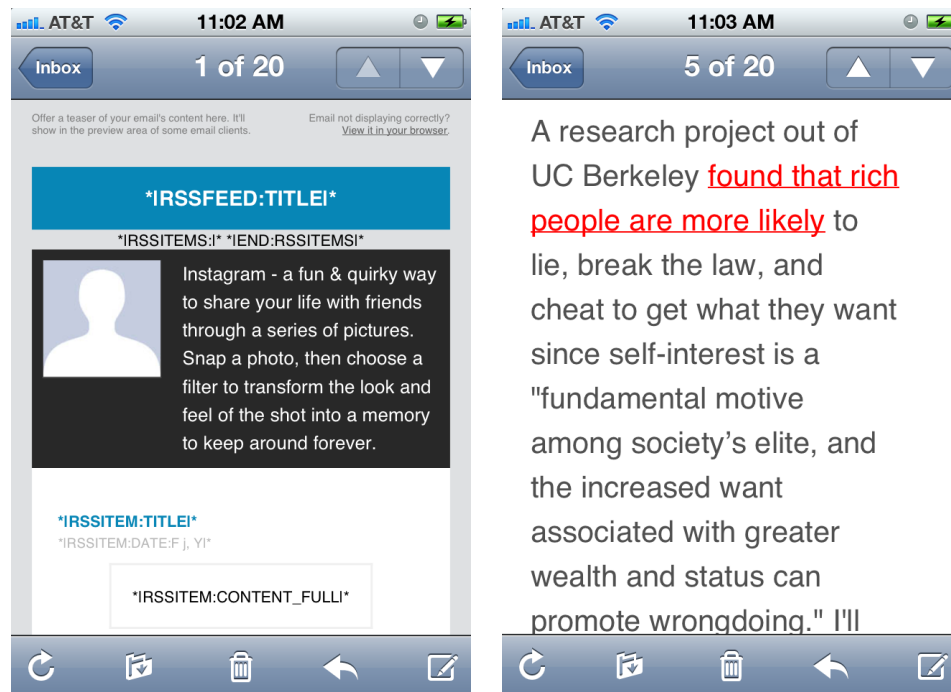 AT&T
11:02 AM
Inbox
1 of 20
Offer a teaser of your email's content here. It'll
show in the preview area of some email clients.
Email not displaying correctly?
View it in your browser.
*|RSSFEED:TITLE|*
*|RSSITEMS:|* *|END:RSSITEMS|*
Instagram - a fun & quirky way
to share your life with friends
through a series of pictures.
Snap a photo, then choose a
filter to transform the look and
feel of the shot into a memory
to keep around forever.
*|RSSITEM:TITLE|*
*|RSSITEM:DATE:F j, Y|*
*|RSSITEM:CONTENT_FULL|*
AT&T
11:03 AM
Inbox
5 of 20
A research project out of
UC Berkeley found that rich
people are more likely to
lie, break the law, and
cheat to get what they want
since self-interest is a
"fundamental motive
among society’s elite, and
the increased want
associated with greater
wealth and status can
promote wrongdoing." I'll